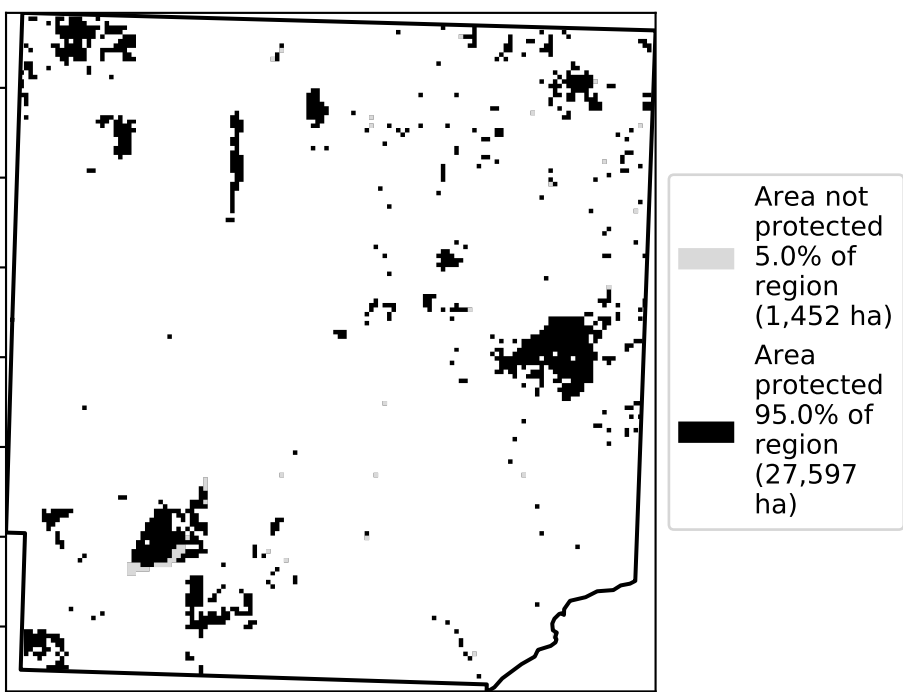 Area not
protected
5.0% of
region
(1,452 ha)
Area
protected
95.0% of
region
(27,597
ha)